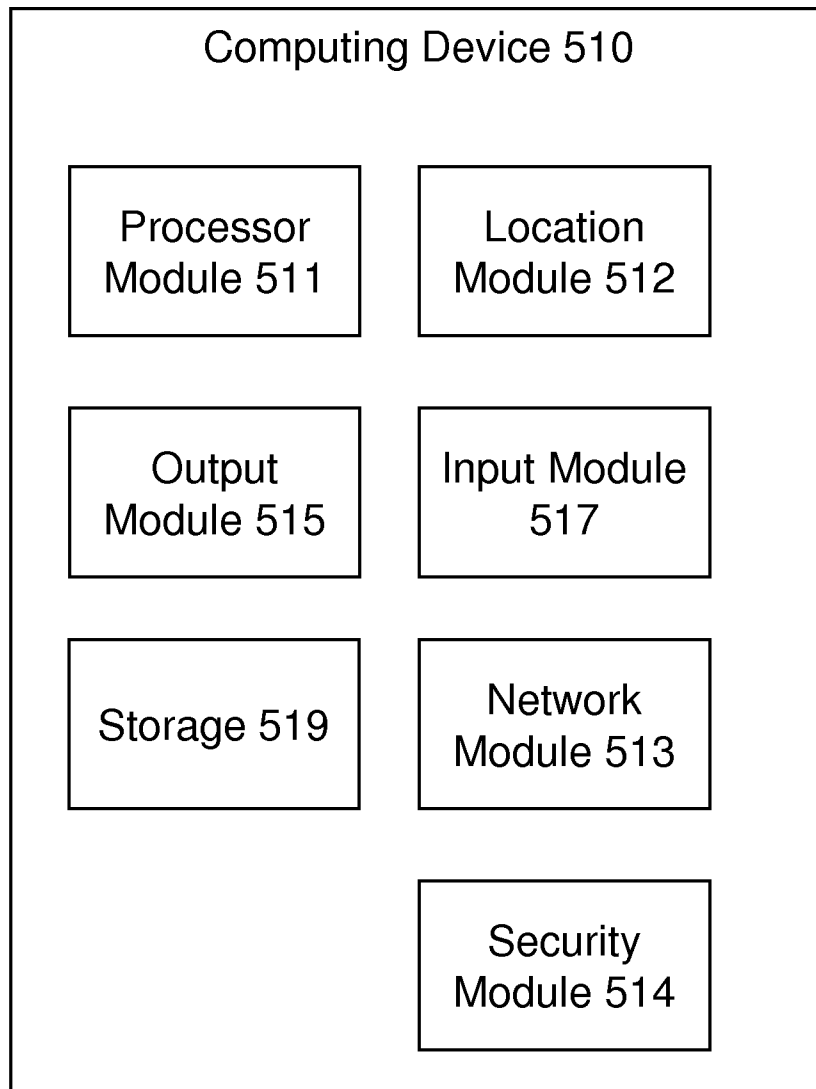 Computing Device 510
Processor
Module 511
Location
Module 512
Output
Module 515
Input Module
517
Storage 519
Network
Module 513
Security
Module 514